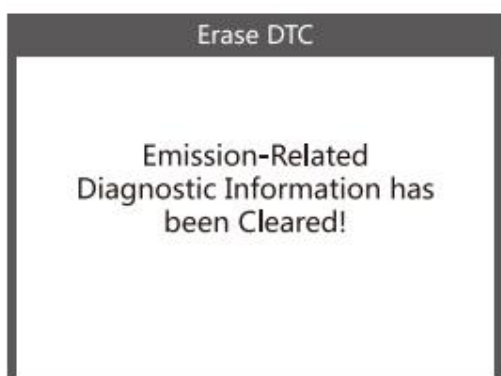 Erase DTC
Emission-Related
Diagnostic Information has
been Cleared!